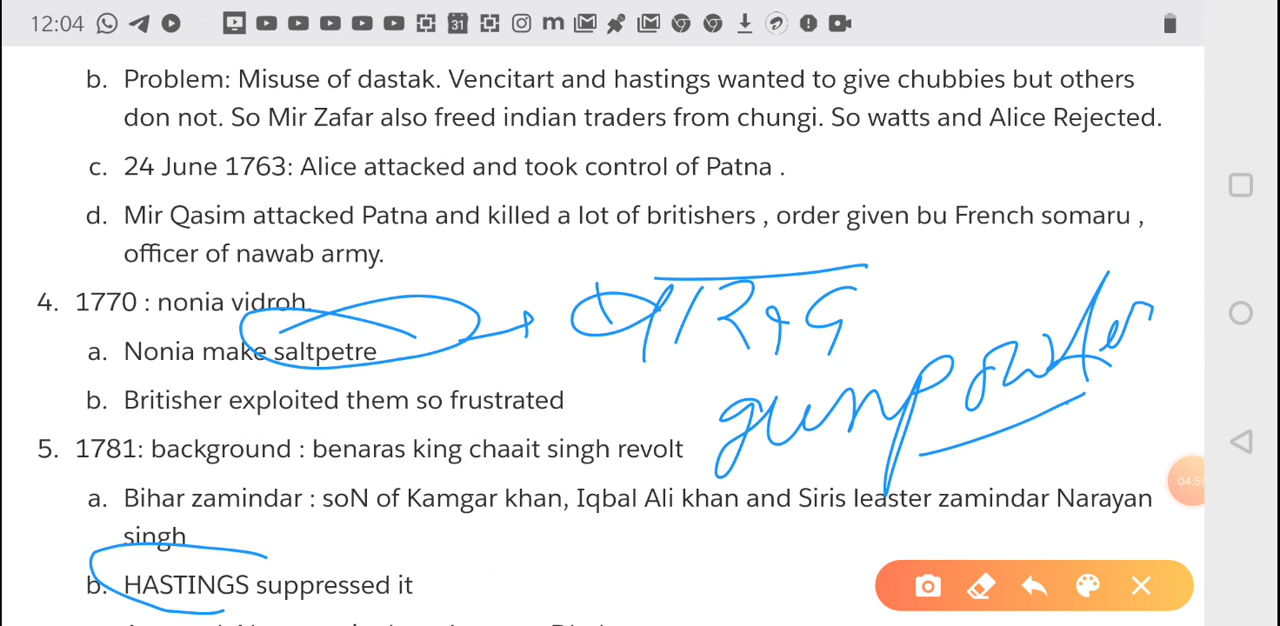 12:04
31
b. Problem: Misuse of dastak. Vencitart and hastings wanted to give chubbies but others
don not. So Mir Zafar also freed indian traders from chungi. So watts and Alice Rejected.
c. 24 June 1763: Alice attacked and took control of Patna .
d. Mir Qasim attacked Patna and killed a lot of britishers , order given bu French somaru ,
officer of nawab army.
4. 1770 : nonia vidroh
a. Nonia make saltpetre
b. Britisher exploited them so frustrated
gunpowder
5. 1781: background : benaras king chaait singh revolt
a. Bihar zamindar : soN of Kamgar khan, Iqbal Ali khan and Siris leaster zamindar Narayan
singh
04:59
b. HASTINGS suppressed it